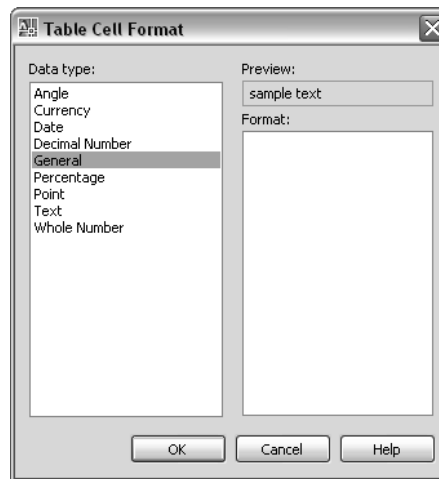 Table Cell Format
Data type:
Angle
Currency
Date
Decimal Number
General
Percentage
Point
Text
Whole Number
Preview:
sample text
Format:
OK
Cancel
Help